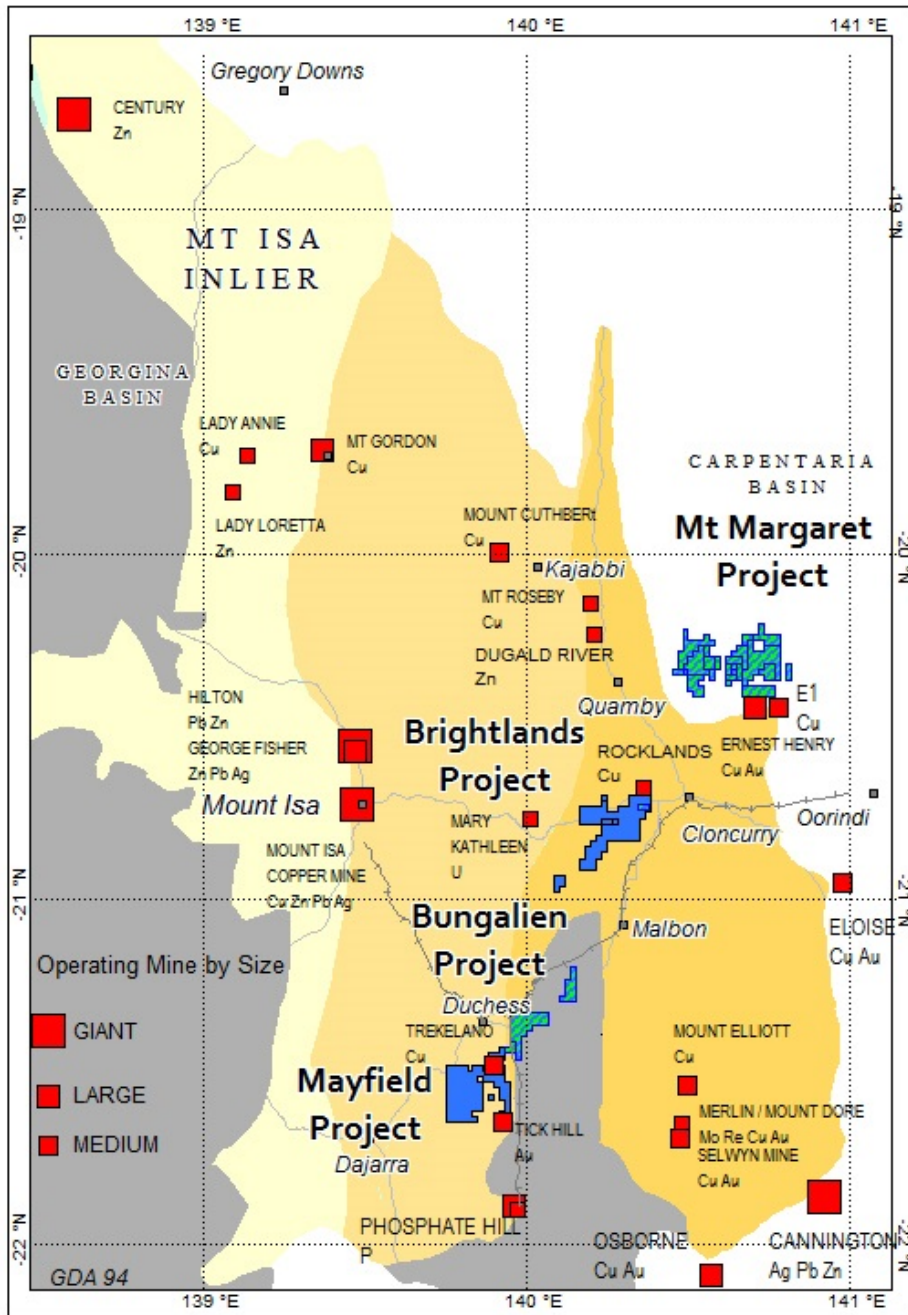 139 °E
140 °E
141 °E
Gregory Downs
CENTURY
Zn
-19 °N
-19 °N
MT ISA
INLIER
GEORGINA
BASIN
LADY ANNIE
Cu
MT GORDON
Cu
LADY LORETTA
Zn
CARPENTARIA
BASIN
Mt Margaret
Project
MOUNT CUTHBERt
Cu
-20 °N
-20 °N
Kajabbi
MT ROSEBY
Cu
DUGALD RIVER
Zn
Quamby
E1
Cu
HILTON
Pb Zn
GEORGE FISHER
Zn Pb Ag
Brightlands
Project
ROCKLANDS
Cu
ERNEST HENRY
Cu Au
Mount Isa
MARY
KATHLEEN
U
Cloncurry
Oorindi
MOUNT ISA
COPPER MINE
Cu Zn Pb Ag
-21 °N
-21 °N
Bungalien
Project
Malbon
ELOISE
Cu Au
Operating Mine by Size
GIANT
LARGE
MEDIUM
Duchess
TREKELANO
Cu
MOUNT ELLIOTT
Cu
Mayfield
Project
Dajarra
TICK HILL
Au
MERLIN / MOUNT DORE
Mo Re Cu Au
SELWYN MINE
Cu Au
PHOSPHATE HILL
P
-22 °N
-22 °N
OSBORNE
Cu Au
CANNINGTON
Ag Pb Zn
GDA 94
139 °E
140 °E
141 °E